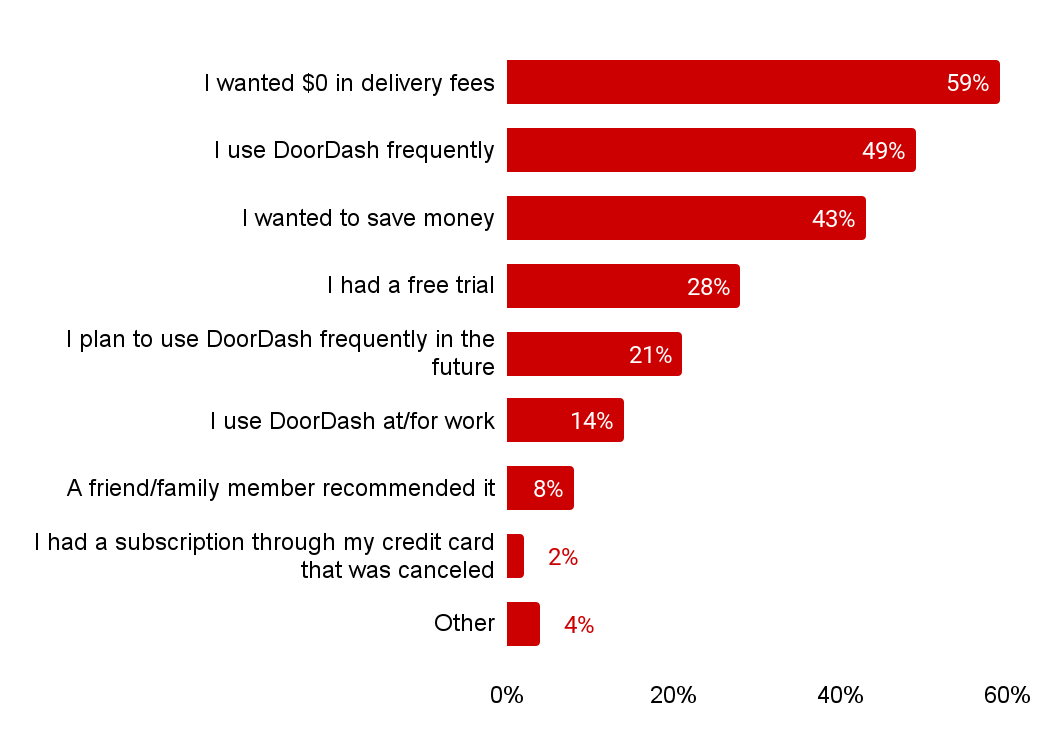 I wanted $0 in delivery fees
59%
I use DoorDash frequently
49%
I wanted to save money
43%
I had a free trial
28%
I plan to use DoorDash frequently in the
future
21%
I use DoorDash at/for work
14%
A friend/family member recommended it
8%
I had a subscription through my credit card
that was canceled
2%
Other
4%
0%
20%
40%
60%